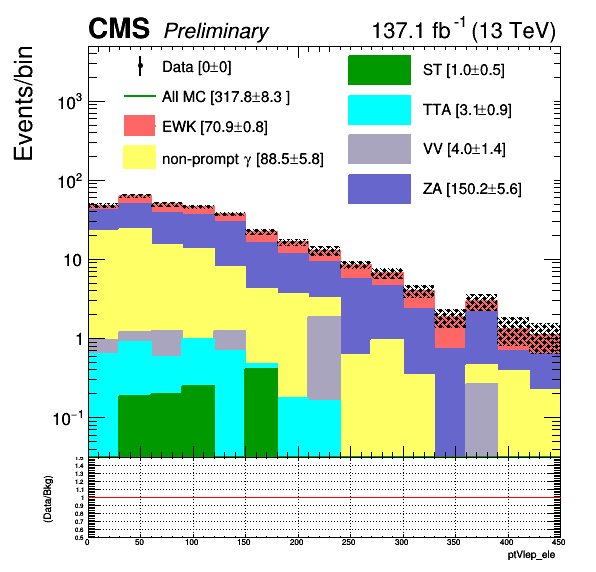 CMS Preliminary 137.1 fb⁻¹ (13 TeV)
Events/bin
Data [0±0]
All MC [317.8±8.3 ]
EWK [70.9±0.8]
non-prompt γ [88.5±5.8]
ST [1.0±0.5]
TTA [3.1±0.9]
VV [4.0±1.4]
ZA [150.2±5.6]
10³
10²
10
1
10⁻¹
(Data/Bkg)
1.5
1.4
1.3
1.2
1.1
1
0.9
0.8
0.7
0.6
0.5
0 50 100 150 200 250 300 350 400 450
ptVlep_ele